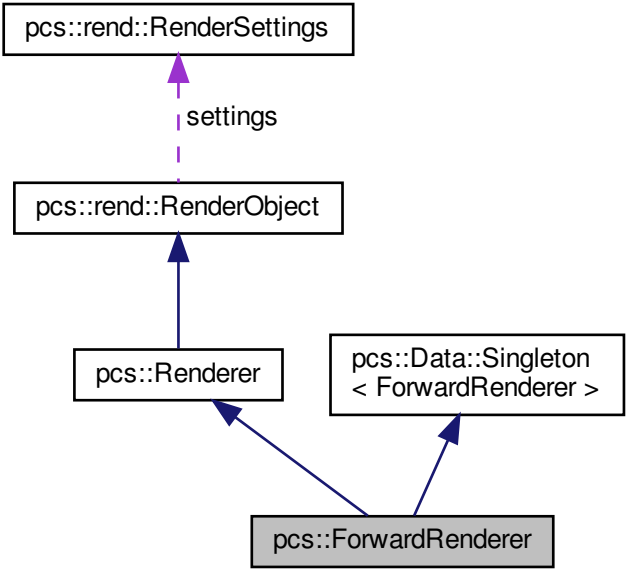 pcs::rend::RenderSettings
settings
pcs::rend::RenderObject
pcs::Renderer
pcs::Data::Singleton
< ForwardRenderer >
pcs::ForwardRenderer